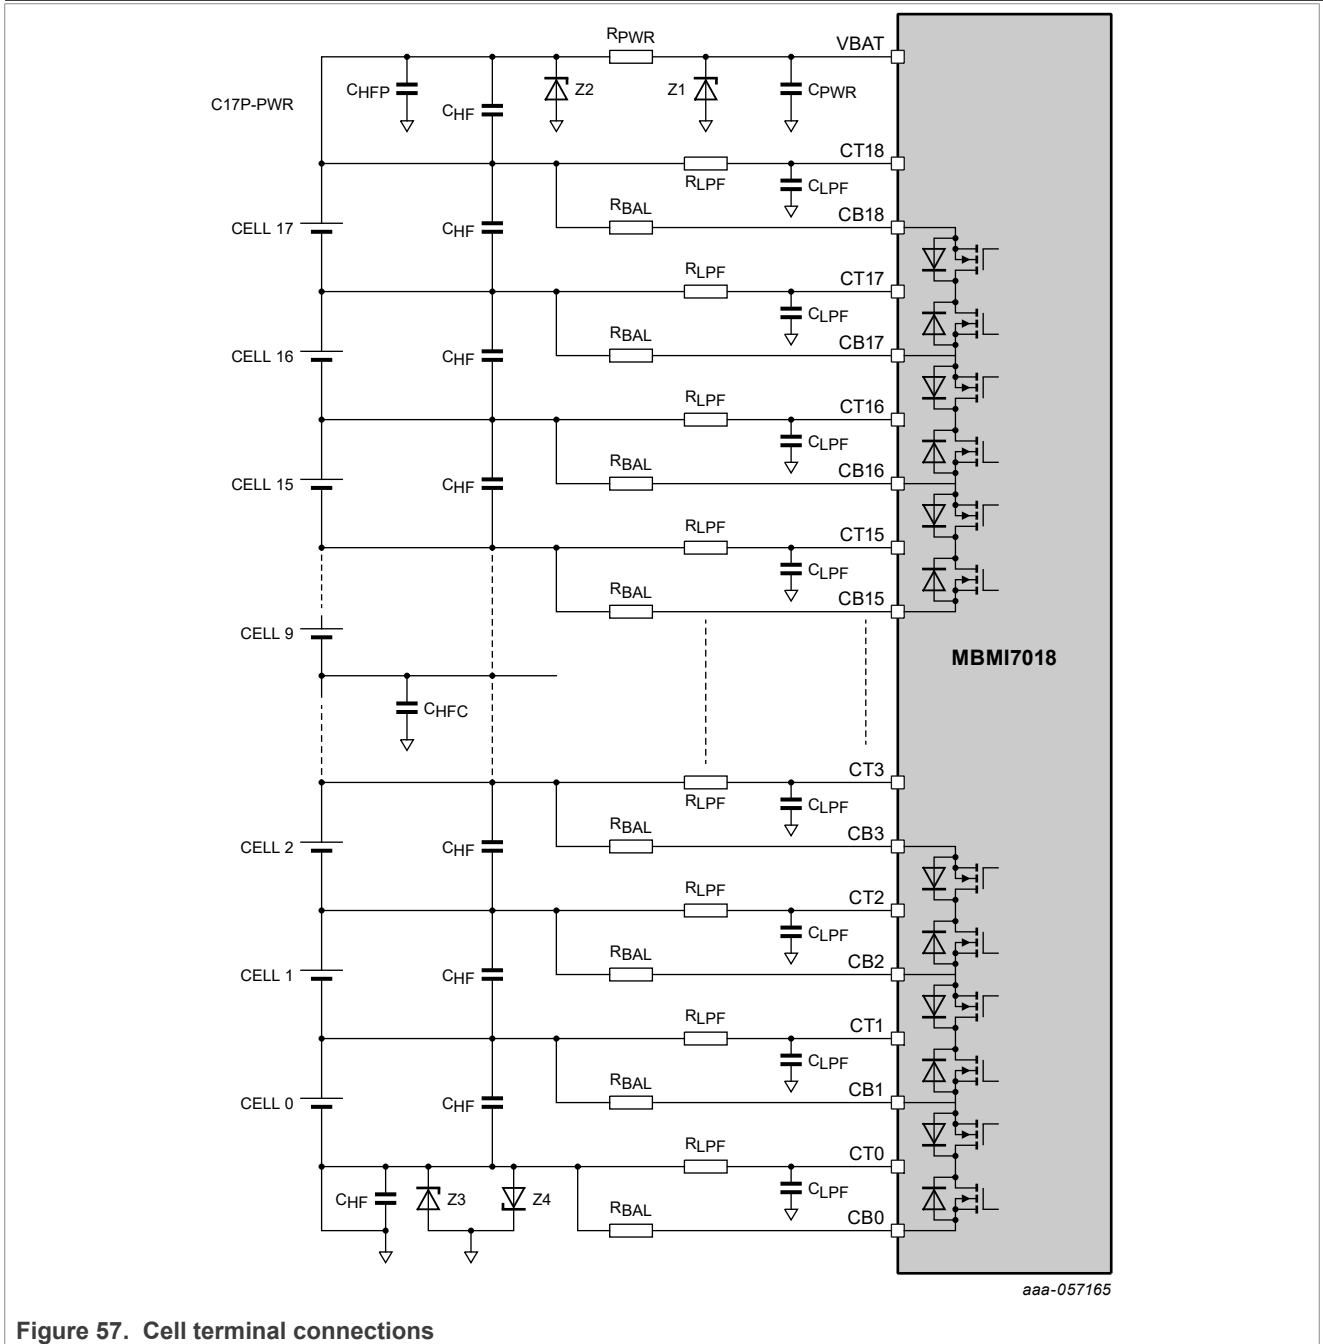 RPWR
VBAT
C17P-PWR
CHFP
CHF
Z2
Z1
CPWR
CT18
RLPF
CLPF
RBAL
CB18
CELL 17
CHF
RLPF
CT17
CLPF
RBAL
CB17
CELL 16
CHF
RLPF
CT16
CLPF
RBAL
CB16
CELL 15
CHF
RLPF
CT15
CLPF
RBAL
CB15
CELL 9
MBMI7018
CHFC
CT3
RLPF
CLPF
RBAL
CB3
CELL 2
CHF
RLPF
CT2
CLPF
RBAL
CB2
CELL 1
CHF
RLPF
CT1
CLPF
RBAL
CB1
CELL 0
CHF
RLPF
CT0
CHF
Z3
Z4
CLPF
RBAL
CB0
aaa-057165
Figure 57. Cell terminal connections